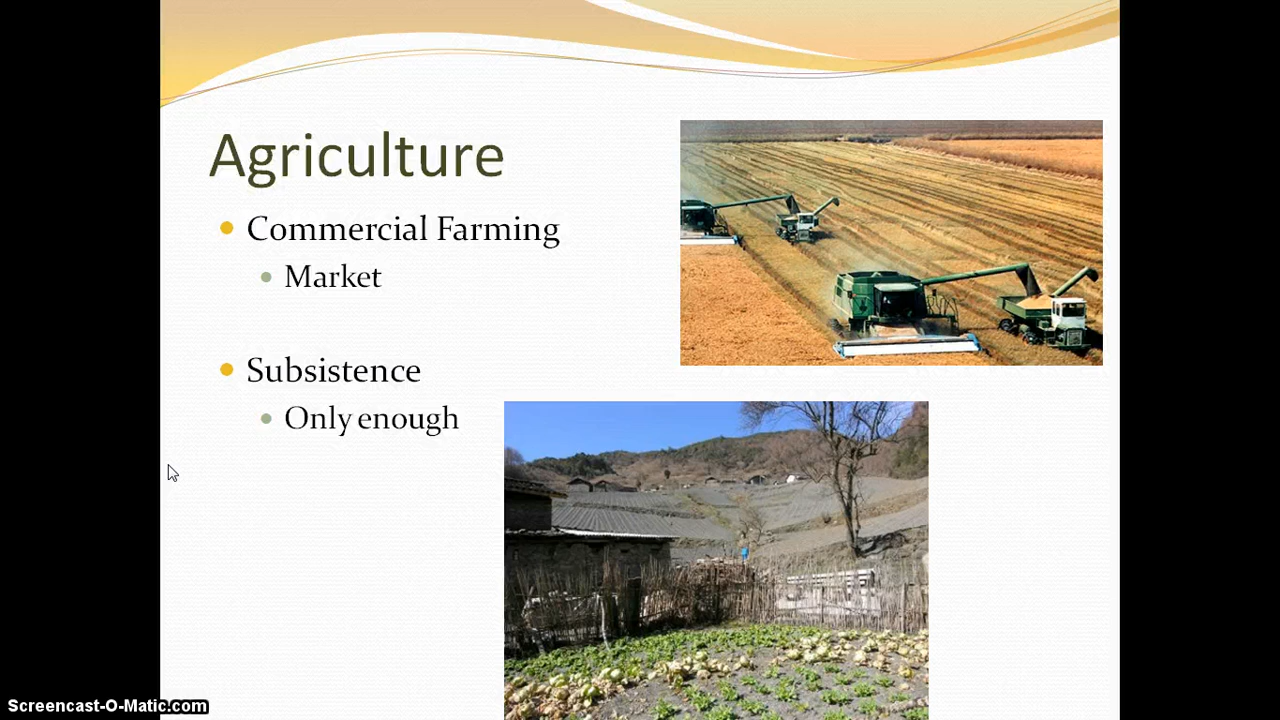 Agriculture
Commercial Farming
Market
Subsistence
Only enough
Screencast-O-Matic.com